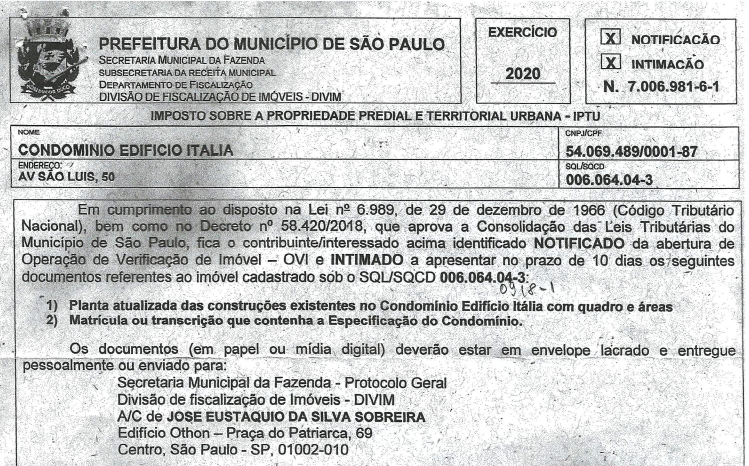 PREFEITURA DO MUNICÍPIO DE SÃO PAULO
SECRETARIA MUNICIPAL DA FAZENDA
SUBSECRETARIA DA RECEITA MUNICIPAL
DEPARTAMENTO DE FISCALIZAÇÃO
DIVISÃO DE FISCALIZAÇÃO DE IMÓVEIS - DIVIM
EXERCÍCIO
2020
X NOTIFICAÇÃO
X INTIMAÇÃO
N. 7.006.981-6-1
IMPOSTO SOBRE A PROPRIEDADE PREDIAL E TERRITORIAL URBANA - IPTU
NOME
CONDOMINIO EDIFICIO ITALIA
CNPJ/CPF
54.069.489/0001-87
ENDEREÇO:
AV SÃO LUIS, 50
SQL/SQCD
006.064.04-3
Em cumprimento ao disposto na Lei nº 6.989, de 29 de dezembro de 1966 (Código Tributário
Nacional), bem como no Decreto nº 58.420/2018, que aprova a Consolidação das Leis Tributárias do
Município de São Paulo, fica o contribuinte/interessado acima identificado NOTIFICADO da abertura de
Operação de Verificação de Imóvel – OVI e INTIMADO a apresentar no prazo de 10 dias os seguintes
documentos referentes ao imóvel cadastrado sob o SQL/SQCD 006.064.04-3:
0918-1
1) Planta atualizada das construções existentes no Condomínio Edifício Itália com quadro e áreas
2) Matrícula ou transcrição que contenha a Especificação do Condomínio.
Os documentos (em papel ou mídia digital) deverão estar em envelope lacrado e entregue
pessoalmente ou enviado para:
Secretaria Municipal da Fazenda - Protocolo Geral
Divisão de fiscalização de Imóveis - DIVIM
A/C de JOSE EUSTAQUIO DA SILVA SOBREIRA
Edifício Othon – Praça do Patriarca, 69
Centro, São Paulo - SP, 01002-010